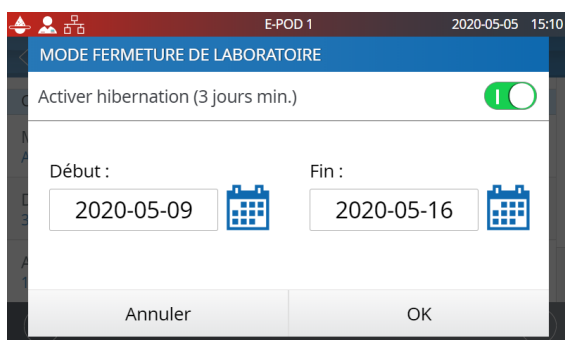 E-POD 1 2020-05-05 15:10
MODE FERMETURE DE LABORATOIRE
Activer hibernation (3 jours min.)
Début : Fin :
2020-05-09 2020-05-16
Annuler OK